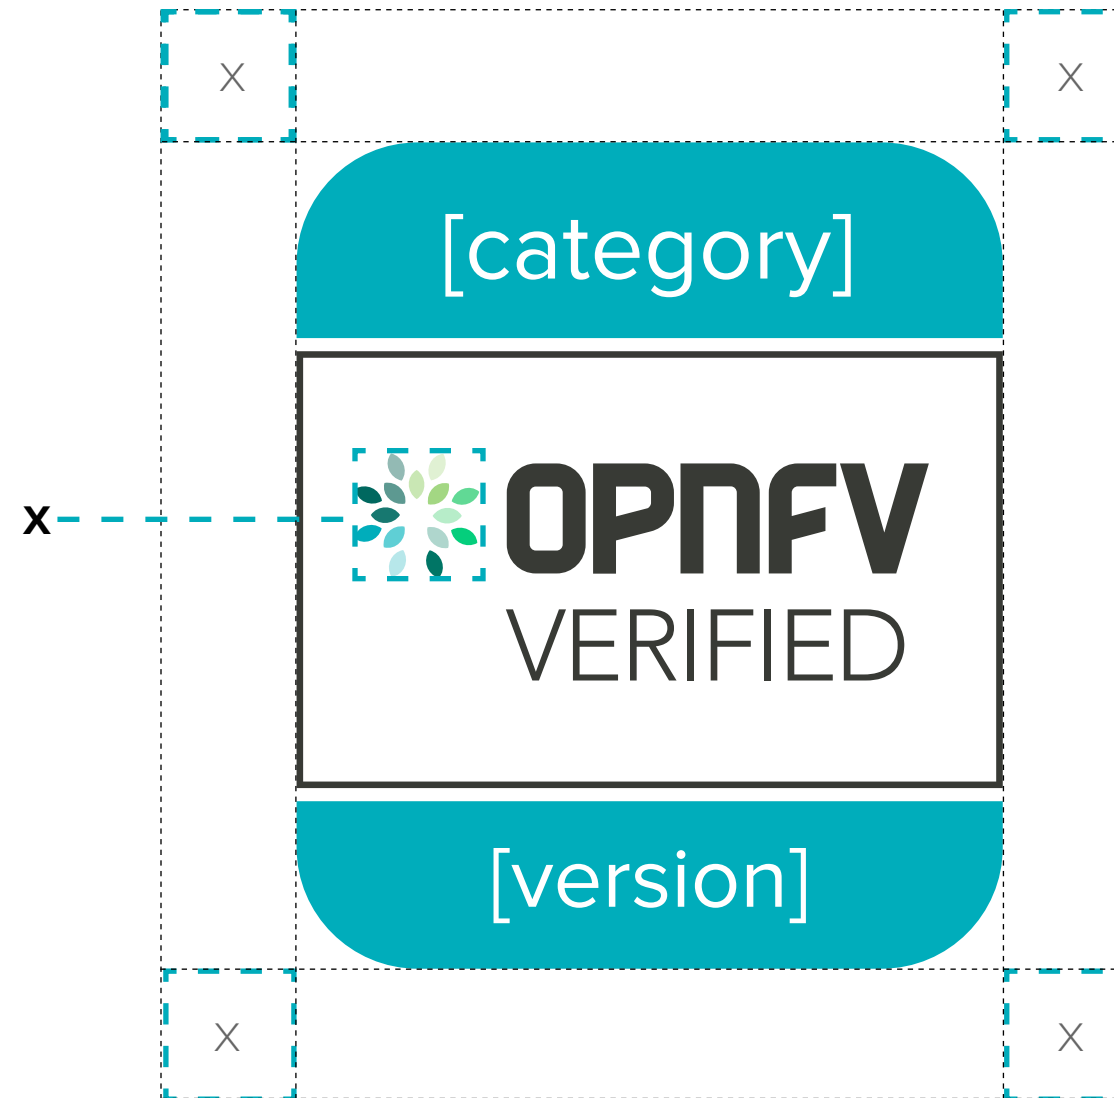 X X
[category]
x
OPNFV
VERIFIED
[version]
X X